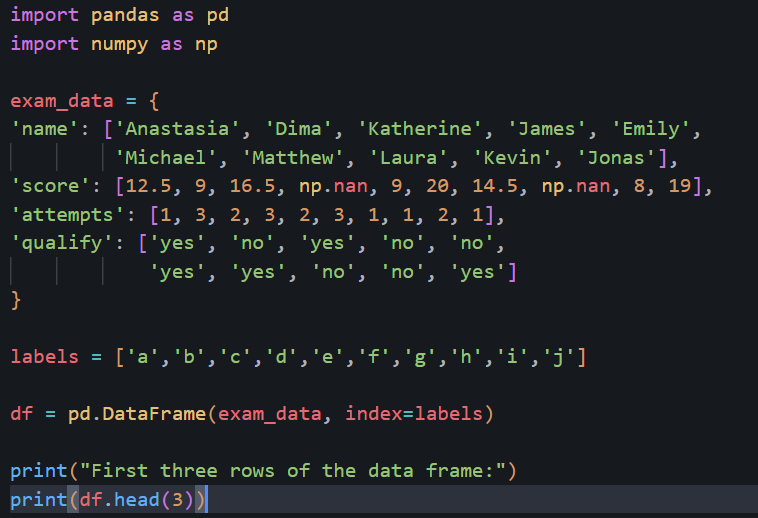 import pandas as pd
import numpy as np

exam_data = {
'name': ['Anastasia', 'Dima', 'Katherine', 'James', 'Emily',
         'Michael', 'Matthew', 'Laura', 'Kevin', 'Jonas'],
'score': [12.5, 9, 16.5, np.nan, 9, 20, 14.5, np.nan, 8, 19],
'attempts': [1, 3, 2, 3, 2, 3, 1, 1, 2, 1],
'qualify': ['yes', 'no', 'yes', 'no', 'no',
            'yes', 'yes', 'no', 'no', 'yes']
}

labels = ['a','b','c','d','e','f','g','h','i','j']

df = pd.DataFrame(exam_data, index=labels)

print("First three rows of the data frame:")
print(df.head(3))